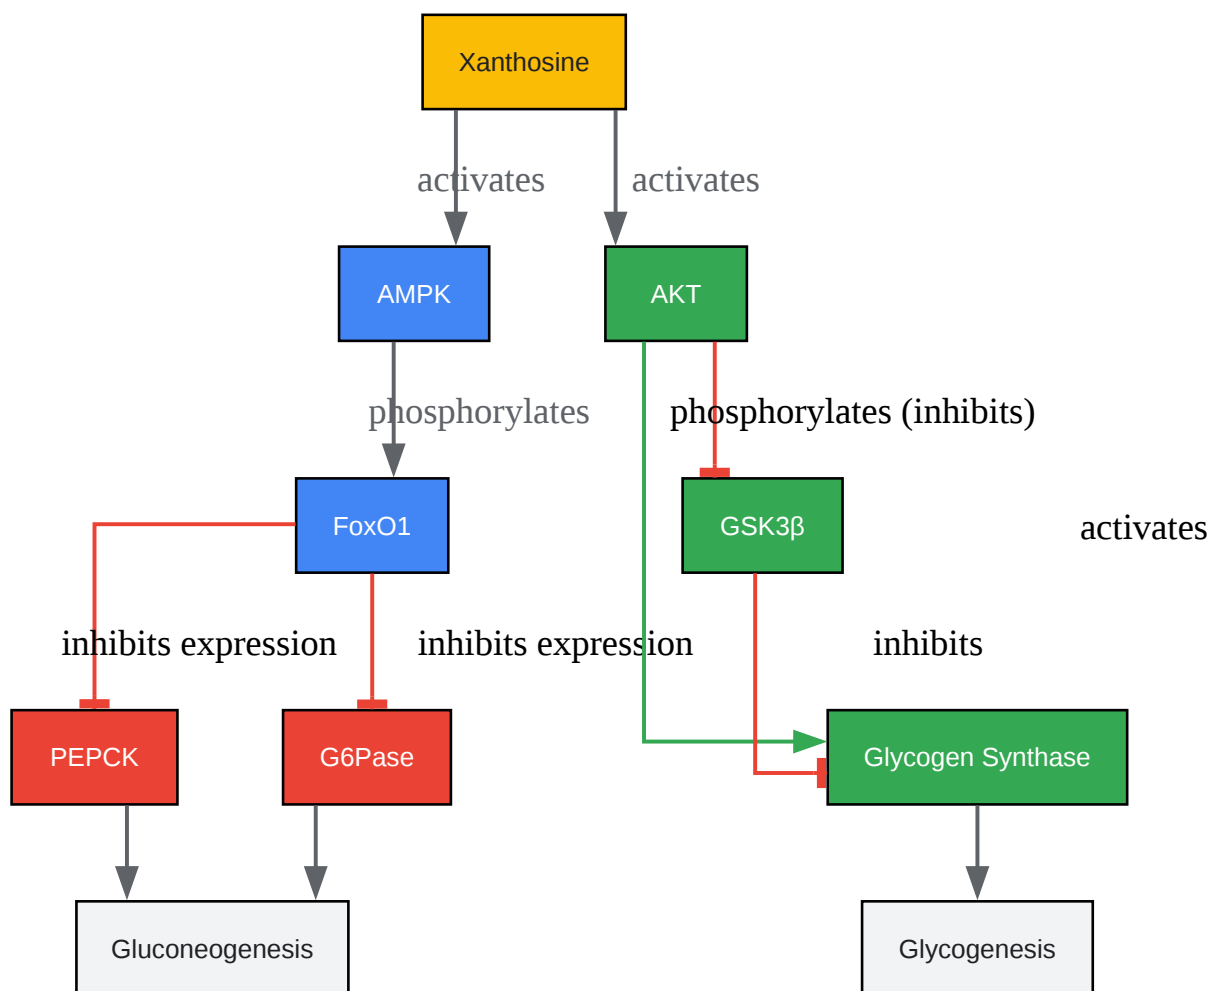 Xanthosine
activates
activates
AMPK
AKT
phosphorylates
phosphorylates (inhibits)
FoxO1
GSK3β
activates
inhibits expression
inhibits expression
inhibits
PEPCK
G6Pase
Glycogen Synthase
Gluconeogenesis
Glycogenesis